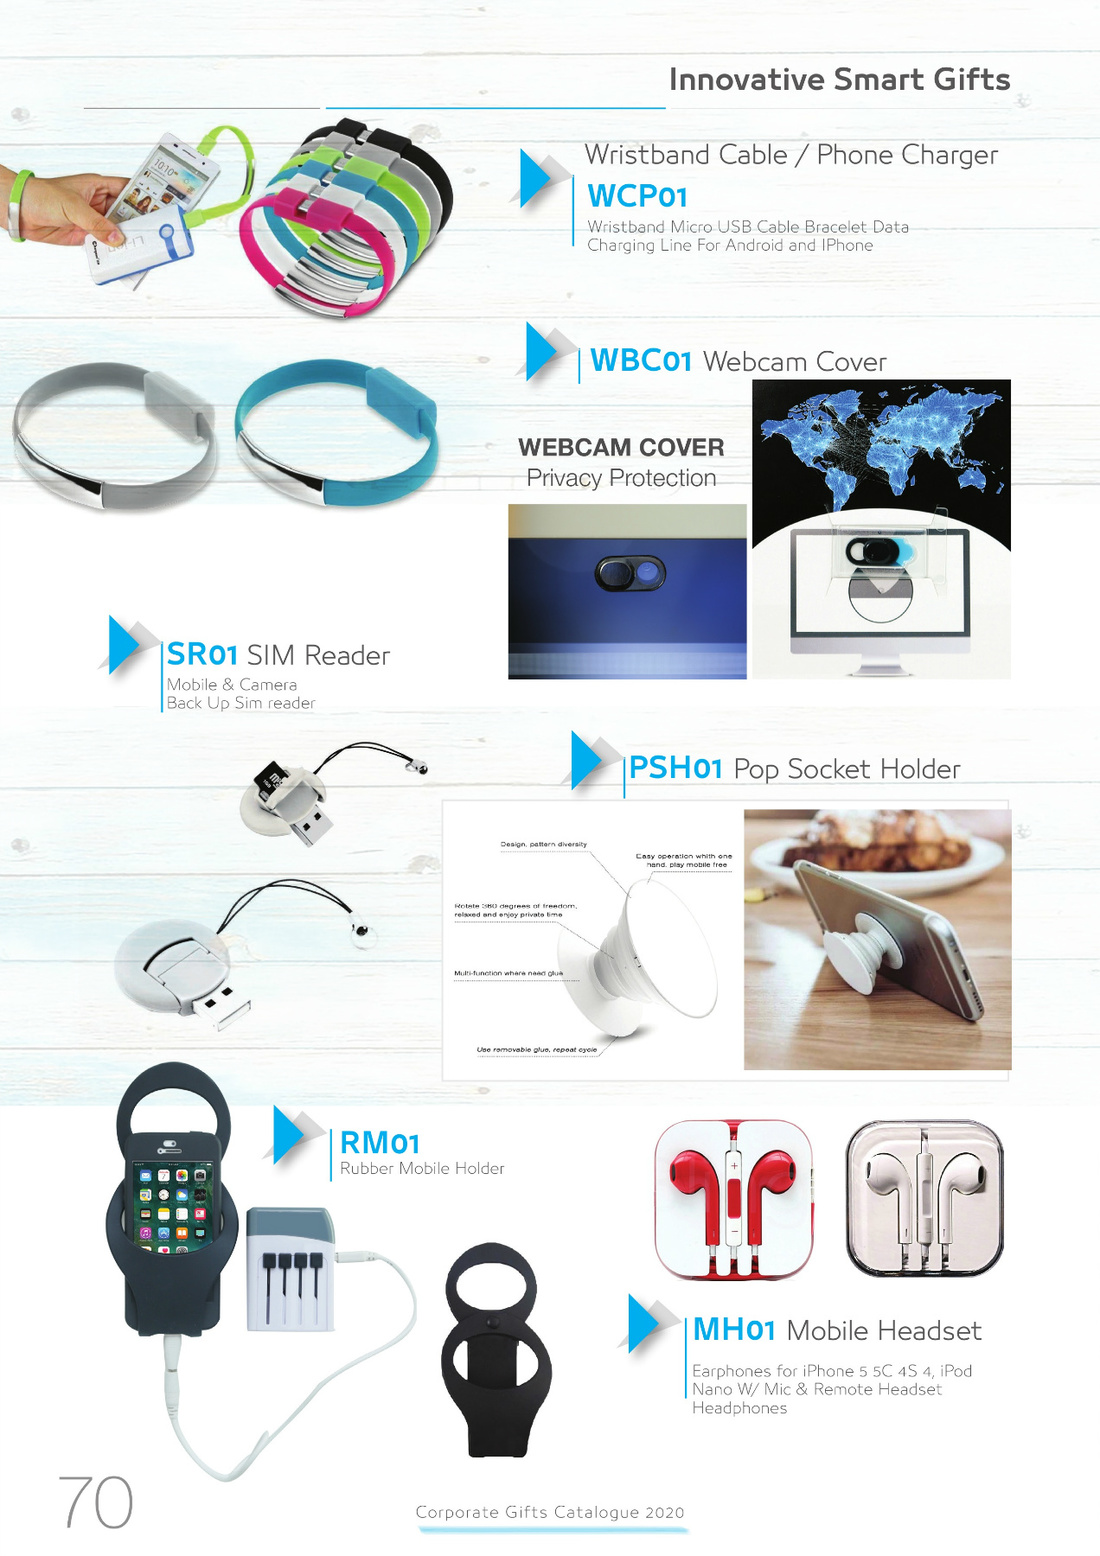 Innovative Smart Gifts
Wristband Cable / Phone Charger
WCP01
Wristband Micro USB Cable Bracelet Data
Charging Line For Android and IPhone
WBC01 Webcam Cover
WEBCAM COVER
Privacy Protection
SR01 SIM Reader
Mobile & Camera
Back Up Sim reader
PSH01 Pop Socket Holder
Design, pattern diversity
Easy operation whith one
hand, play mobile free
Rotate 360 degrees of freedom,
relaxed and enjoy private time
Multi-function where need glue
Use removable glue, repeat cycle
RM01
Rubber Mobile Holder
MH01 Mobile Headset
Earphones for iPhone 5 5C 4S 4, iPod
Nano W/ Mic & Remote Headset
Headphones
70
Corporate Gifts Catalogue 2020